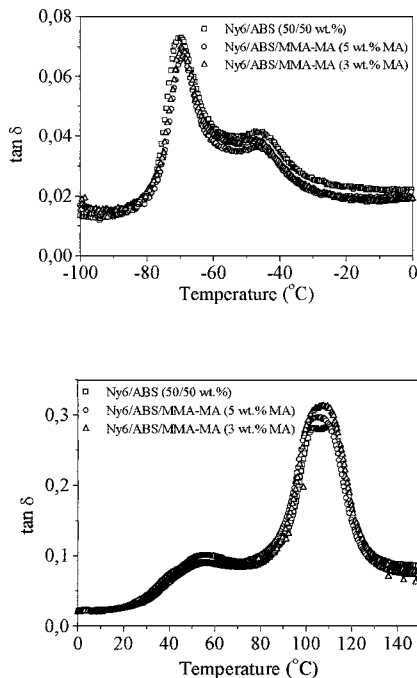 0,08
Ny6/ABS (50/50 wt.%)
Ny6/ABS/MMA-MA (5 wt.% MA)
Ny6/ABS/MMA-MA (3 wt.% MA)
0,06
tan δ
0,04
0,02
0,00
-100 -80 -60 -40 -20 0
Temperature (°C)
Ny6/ABS (50/50 wt.%)
Ny6/ABS/MMA-MA (5 wt.% MA)
Ny6/ABS/MMA-MA (3 wt.% MA)
0,3
tan δ
0,2
0,1
0,0
0 20 40 60 80 100 120 140
Temperature (°C)